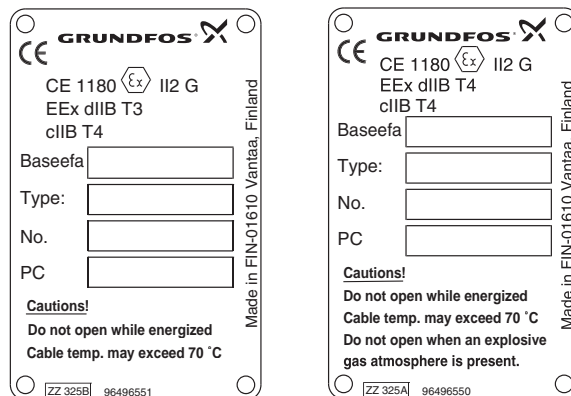 GRUNDFOS
CE
CE 1180 Ex II2 G
EEx dIIB T3
cIIB T4
Baseefa
Type:
No.
PC
Cautions!
Do not open while energized
Cable temp. may exceed 70 °C
ZZ 325B 96496551
Made in FIN-01610 Vantaa, Finland
GRUNDFOS
CE
CE 1180 Ex II2 G
EEx dIIB T4
cIIB T4
Baseefa
Type:
No.
PC
Cautions!
Do not open while energized
Cable temp. may exceed 70 °C
Do not open when an explosive
gas atmosphere is present.
ZZ 325A 96496550
Made in FIN-01610 Vantaa, Finland